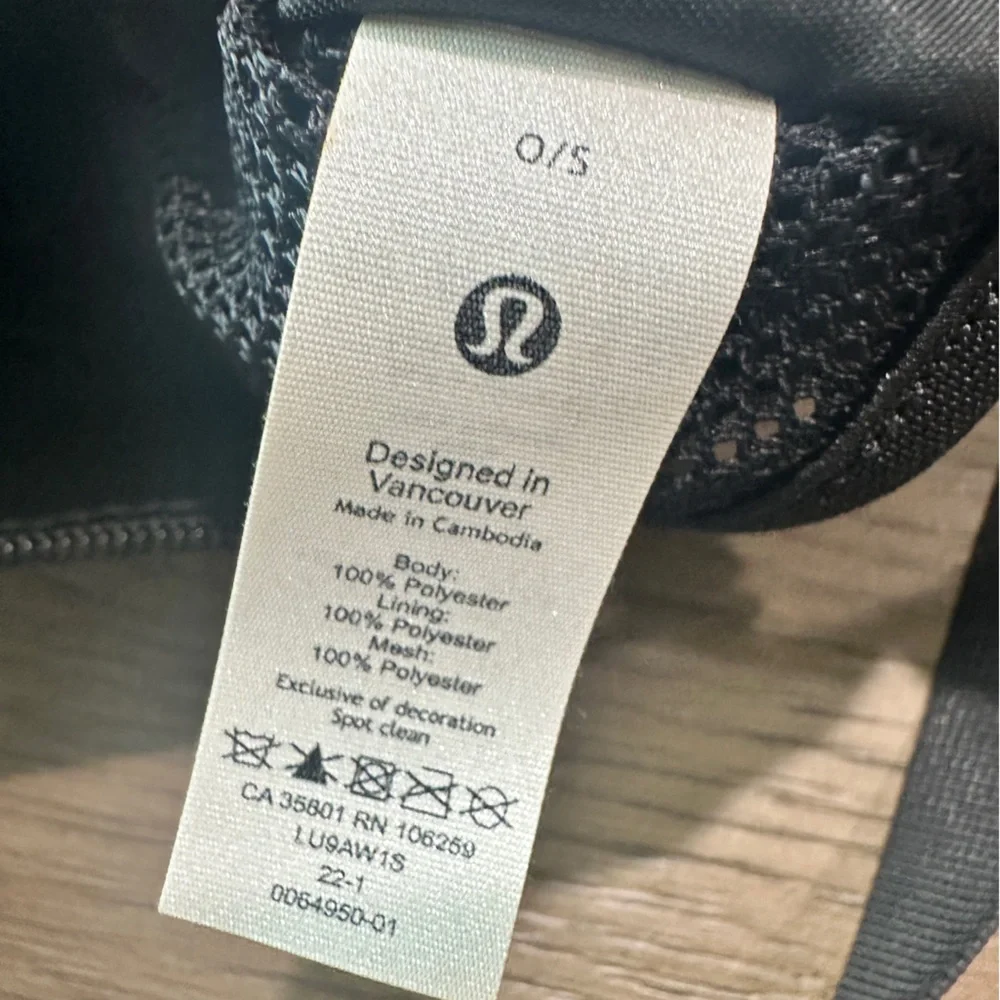 O/S
Designed in
Vancouver
Made in Cambodia
Body:
100% Polyester
Lining:
100% Polyester
Mesh:
100% Polyester
Exclusive of decoration
Spot clean
CA 35801 RN 106259
LU9AW1S
22-1
0064950-01